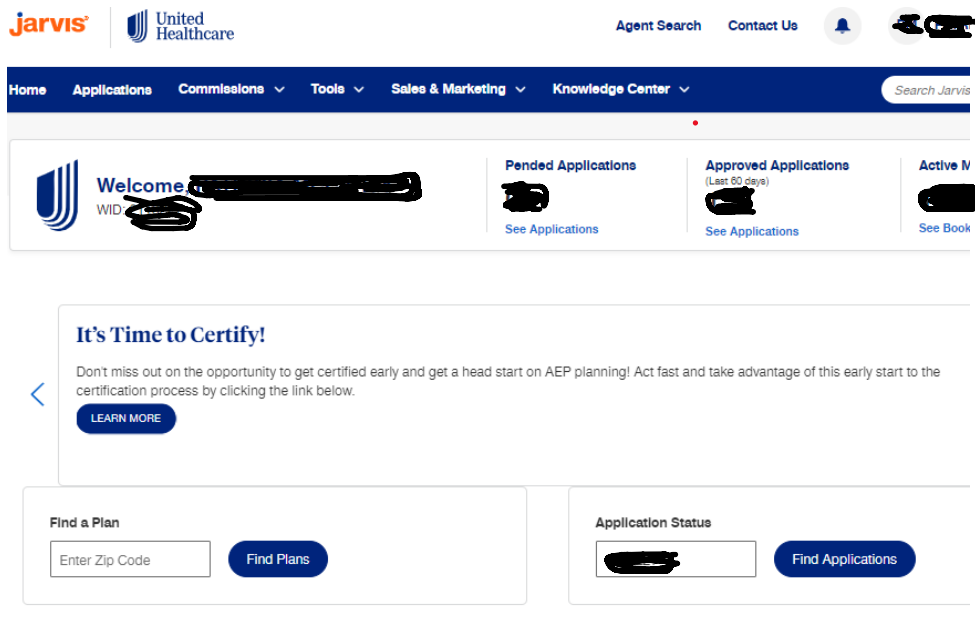 jarvis
United
Healthcare
Agent Search
Contact Us
Home
Applications
Commissions
Tools
Sales & Marketing
Knowledge Center
Search Jarvis
Welcome,
WID:
Pended Applications
See Applications
Approved Applications
(Last 60 days)
See Applications
Active M
See Book
It's Time to Certify!
Don't miss out on the opportunity to get certified early and get a head start on AEP planning! Act fast and take advantage of this early start to the
certification process by clicking the link below.
LEARN MORE
Find a Plan
Enter Zip Code
Find Plans
Application Status
Find Applications